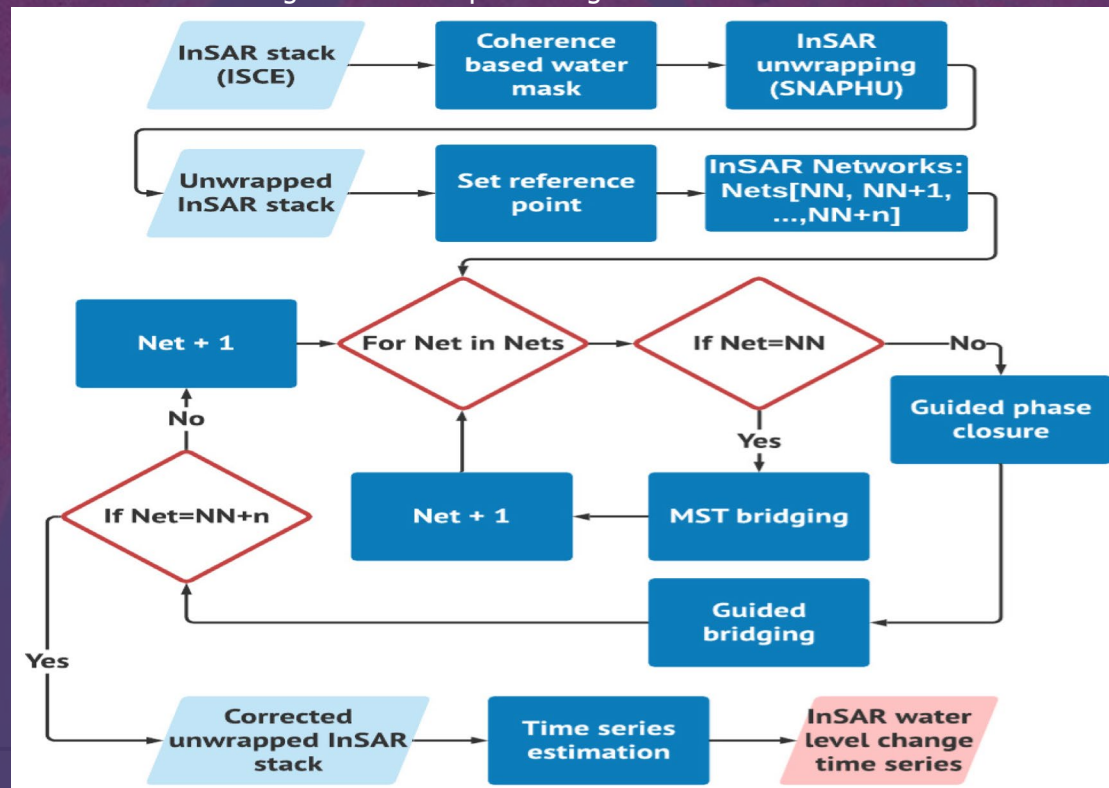 InSAR stack
(ISCE)
Coherence
based water
mask
InSAR
unwrapping
(SNAPHU)
Unwrapped
InSAR stack
Set reference
point
InSAR Networks:
Nets[NN, NN+1,
...,NN+n]
Net + 1
For Net in Nets
If Net=NN
No
Guided phase
closure
No
Yes
If Net=NN+n
Net + 1
MST bridging
Guided
bridging
Yes
Corrected
unwrapped InSAR
stack
Time series
estimation
InSAR water
level change
time series